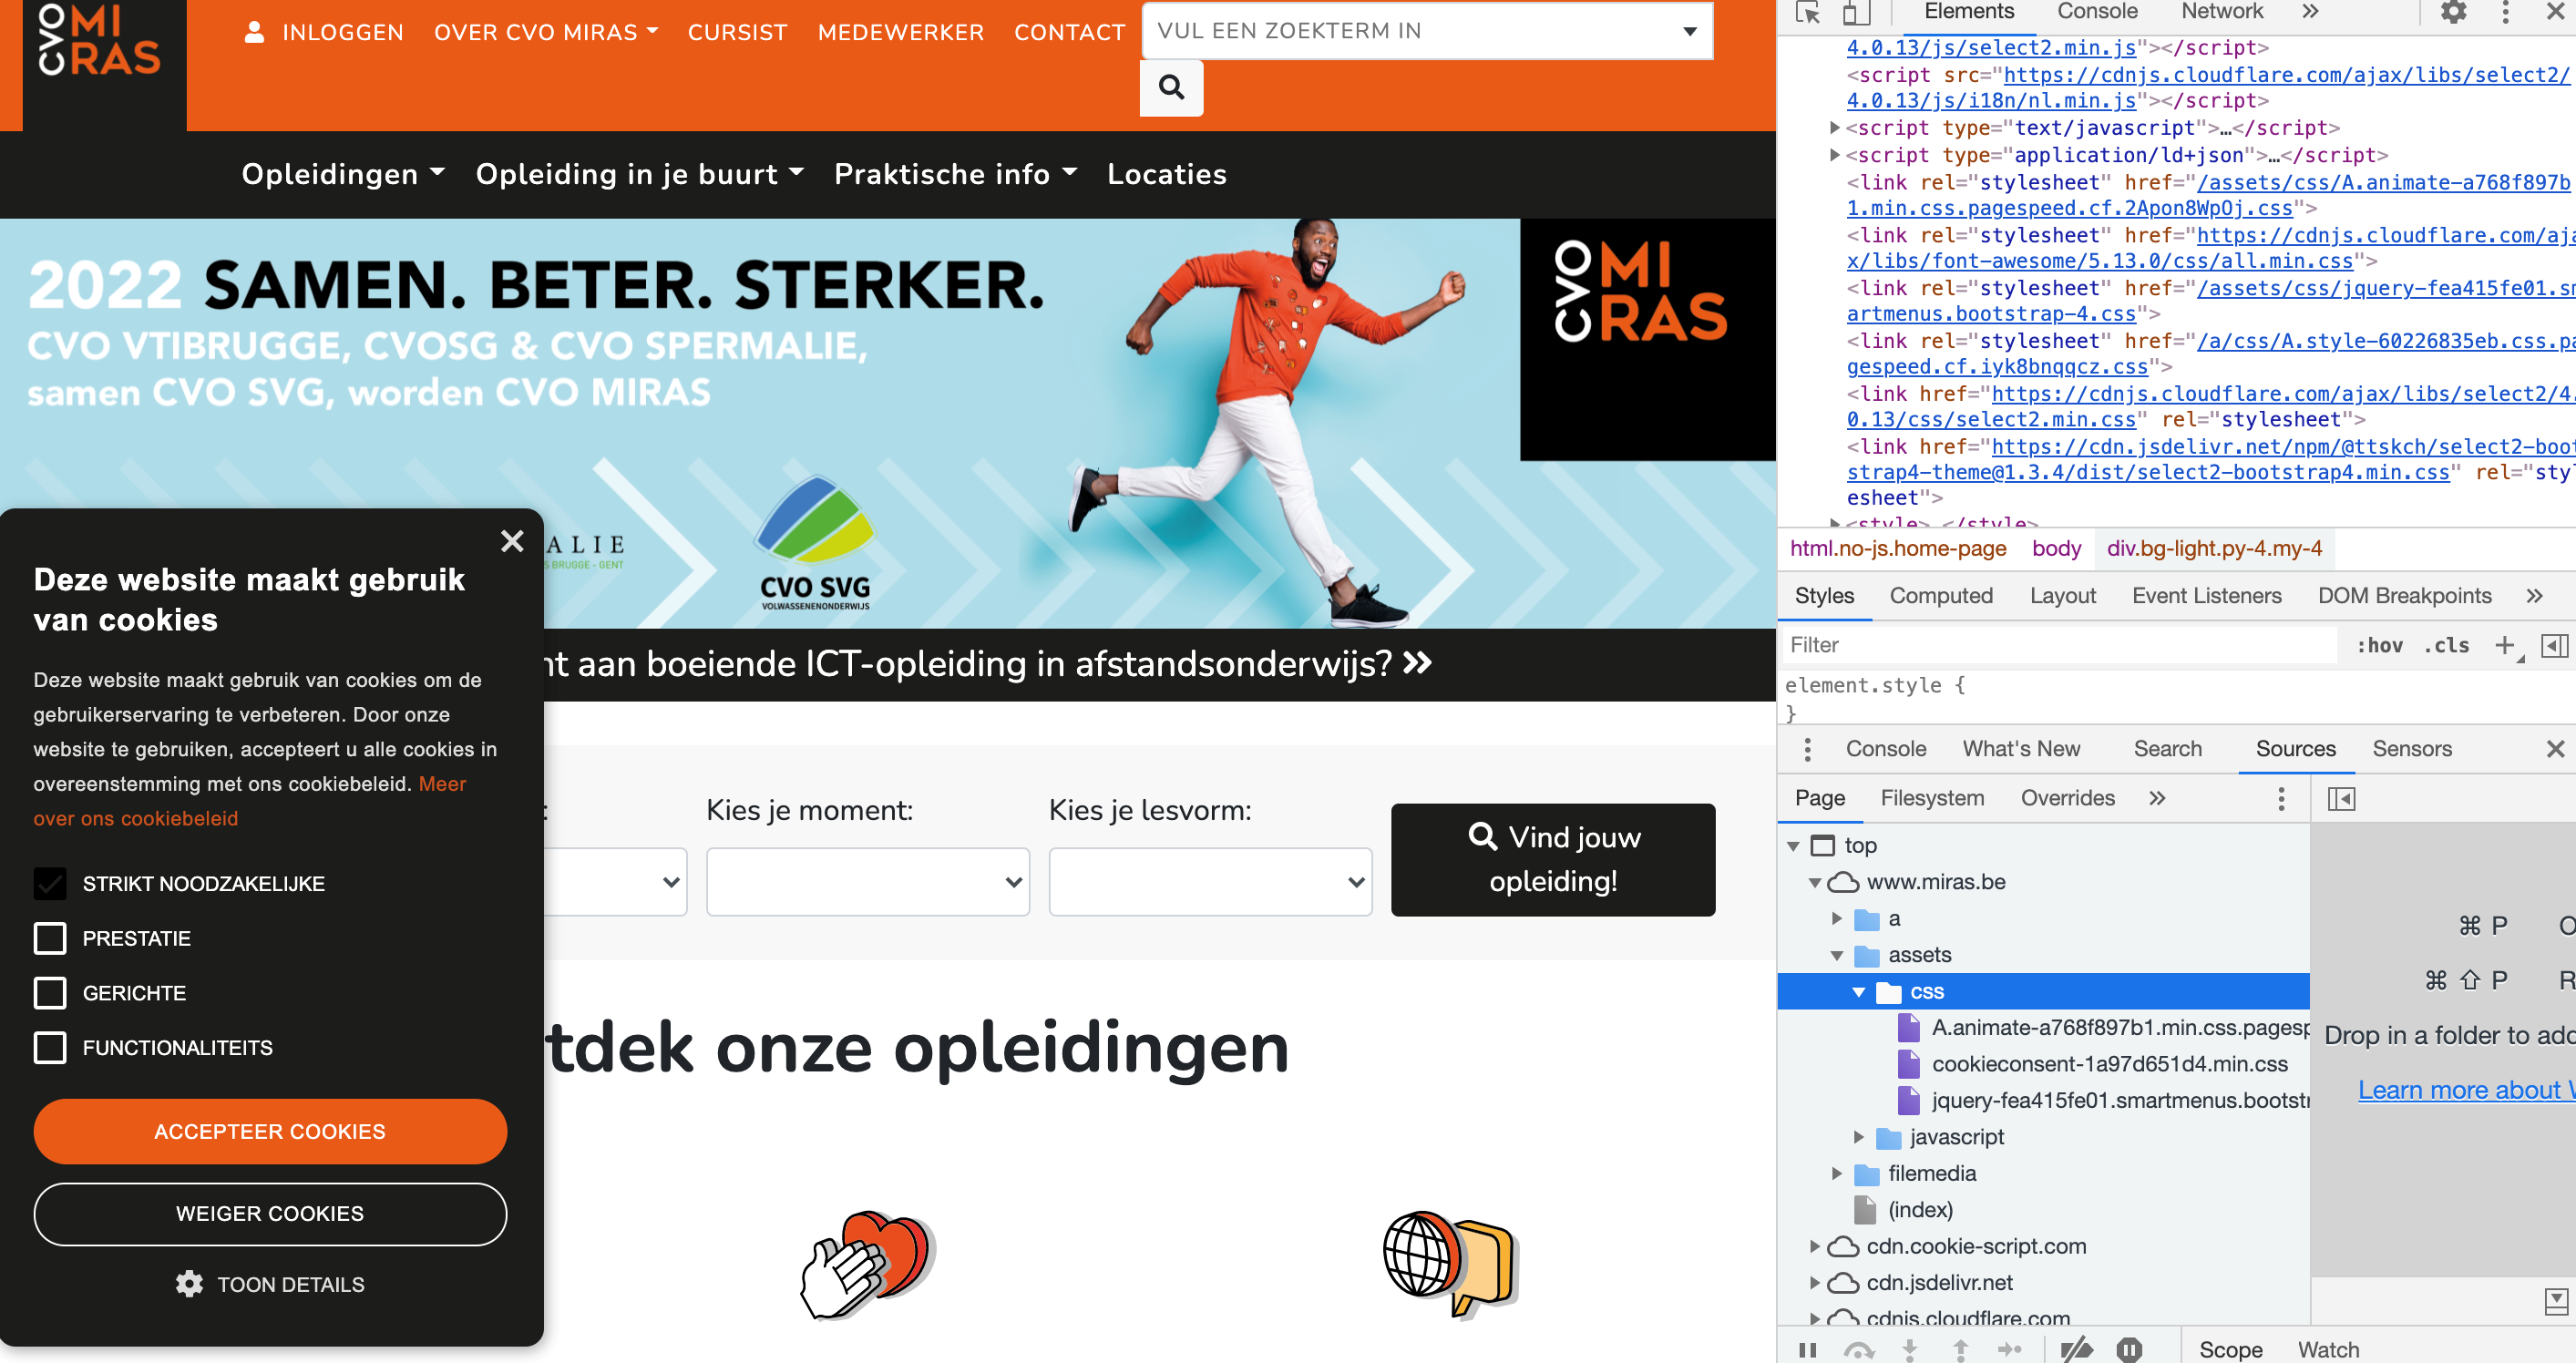 CVO MI
RAS
INLOGGEN OVER CVO MIRAS CURSIST MEDEWERKER CONTACT VUL EEN ZOEKTERM IN
Opleidingen Opleiding in je buurt Praktische info Locaties
2022 SAMEN. BETER. STERKER.
CVO VTIBRUGGE, CVOSG & CVO SPERMALIE,
samen CVO SVG, worden CVO MIRAS
CVO MI
RAS
ALIE
S BRUGGE - GENT
CVO SVG
VOLWASSENENONDERWIJS
nt aan boeiende ICT-opleiding in afstandsonderwijs?
Deze website maakt gebruik
van cookies
Deze website maakt gebruik van cookies om de
gebruikerservaring te verbeteren. Door onze
website te gebruiken, accepteert u alle cookies in
overeenstemming met ons cookiebeleid. Meer
over ons cookiebeleid
STRIKT NOODZAKELIJKE
PRESTATIE
GERICHTE
FUNCTIONALITEITS
ACCEPTEER COOKIES
WEIGER COOKIES
TOON DETAILS
: Kies je moment: Kies je lesvorm:
Vind jouw
opleiding!
tdek onze opleidingen
Elements Console Network »
4.0.13/js/select2.min.js"></script>
<script src="https://cdnjs.cloudflare.com/ajax/libs/select2/
4.0.13/js/i18n/nl.min.js"></script>
<script type="text/javascript">…</script>
<script type="application/ld+json">…</script>
<link rel="stylesheet" href="/assets/css/A.animate-a768f897b
1.min.css.pagespeed.cf.2Apon8WpOj.css">
<link rel="stylesheet" href="https://cdnjs.cloudflare.com/aja
x/libs/font-awesome/5.13.0/css/all.min.css">
<link rel="stylesheet" href="/assets/css/jquery-fea415fe01.sm
artmenus.bootstrap-4.css">
<link rel="stylesheet" href="/a/css/A.style-60226835eb.css.pa
gespeed.cf.iyk8bnqqcz.css">
<link href="https://cdnjs.cloudflare.com/ajax/libs/select2/4.
0.13/css/select2.min.css" rel="stylesheet">
<link href="https://cdn.jsdelivr.net/npm/@ttskch/select2-boot
strap4-theme@1.3.4/dist/select2-bootstrap4.min.css" rel="styl
esheet">
<style>…</style>
html.no-js.home-page body div.bg-light.py-4.my-4
Styles Computed Layout Event Listeners DOM Breakpoints »
Filter :hov .cls +
element.style {
}
Console What's New Search Sources Sensors
Page Filesystem Overrides »
top
www.miras.be
a
assets
css
A.animate-a768f897b1.min.css.pagesp
cookieconsent-1a97d651d4.min.css
jquery-fea415fe01.smartmenus.bootstr
javascript
filemedia
(index)
cdn.cookie-script.com
cdn.jsdelivr.net
cdnjs.cloudflare.com
⌘ P O
⌘ ⇧ P R
Drop in a folder to add
Learn more about W
Scope Watch